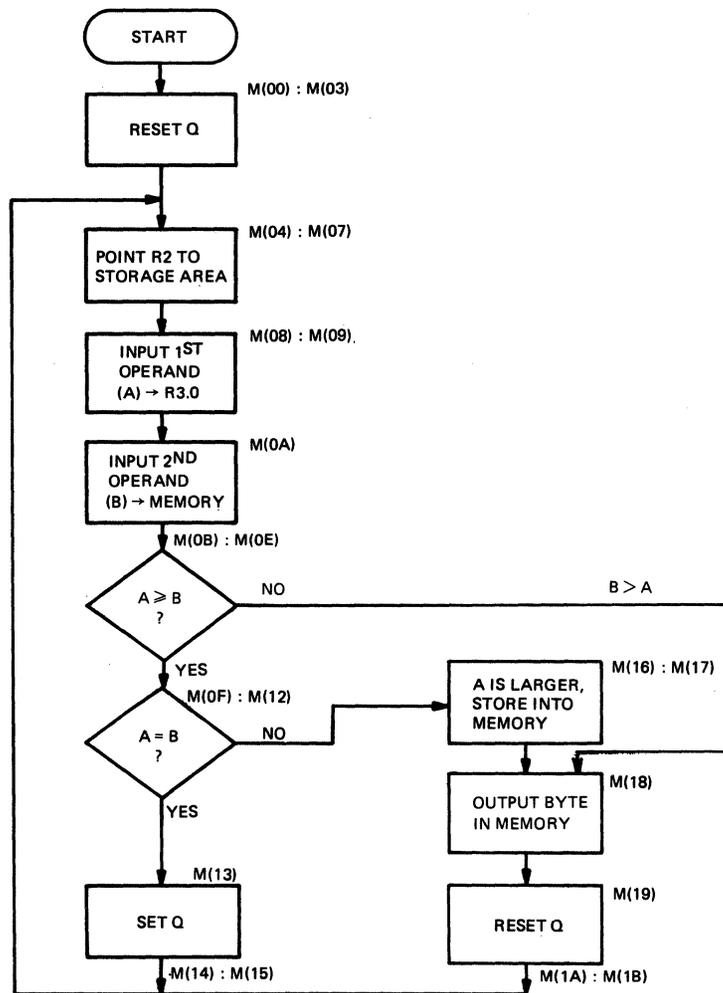 START
M(00) : M(03)
RESET Q
M(04) : M(07)
POINT R2 TO
STORAGE AREA
M(08) : M(09)
INPUT 1ST
OPERAND
(A) → R3.0
M(0A)
INPUT 2ND
OPERAND
(B) → MEMORY
M(0B) : M(0E)
A ⩾ B
?
NO
B > A
YES
M(0F) : M(12)
A = B
?
NO
M(16) : M(17)
A IS LARGER,
STORE INTO
MEMORY
M(18)
OUTPUT BYTE
IN MEMORY
YES
M(13)
SET Q
M(19)
RESET Q
M(14) : M(15)
M(1A) : M(1B)